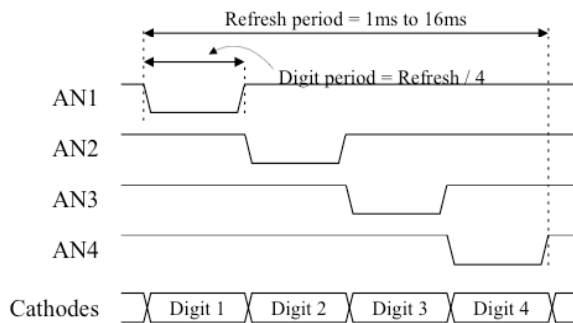 Refresh period = 1ms to 16ms
Digit period = Refresh / 4
AN1
AN2
AN3
AN4
Cathodes Digit 1 Digit 2 Digit 3 Digit 4